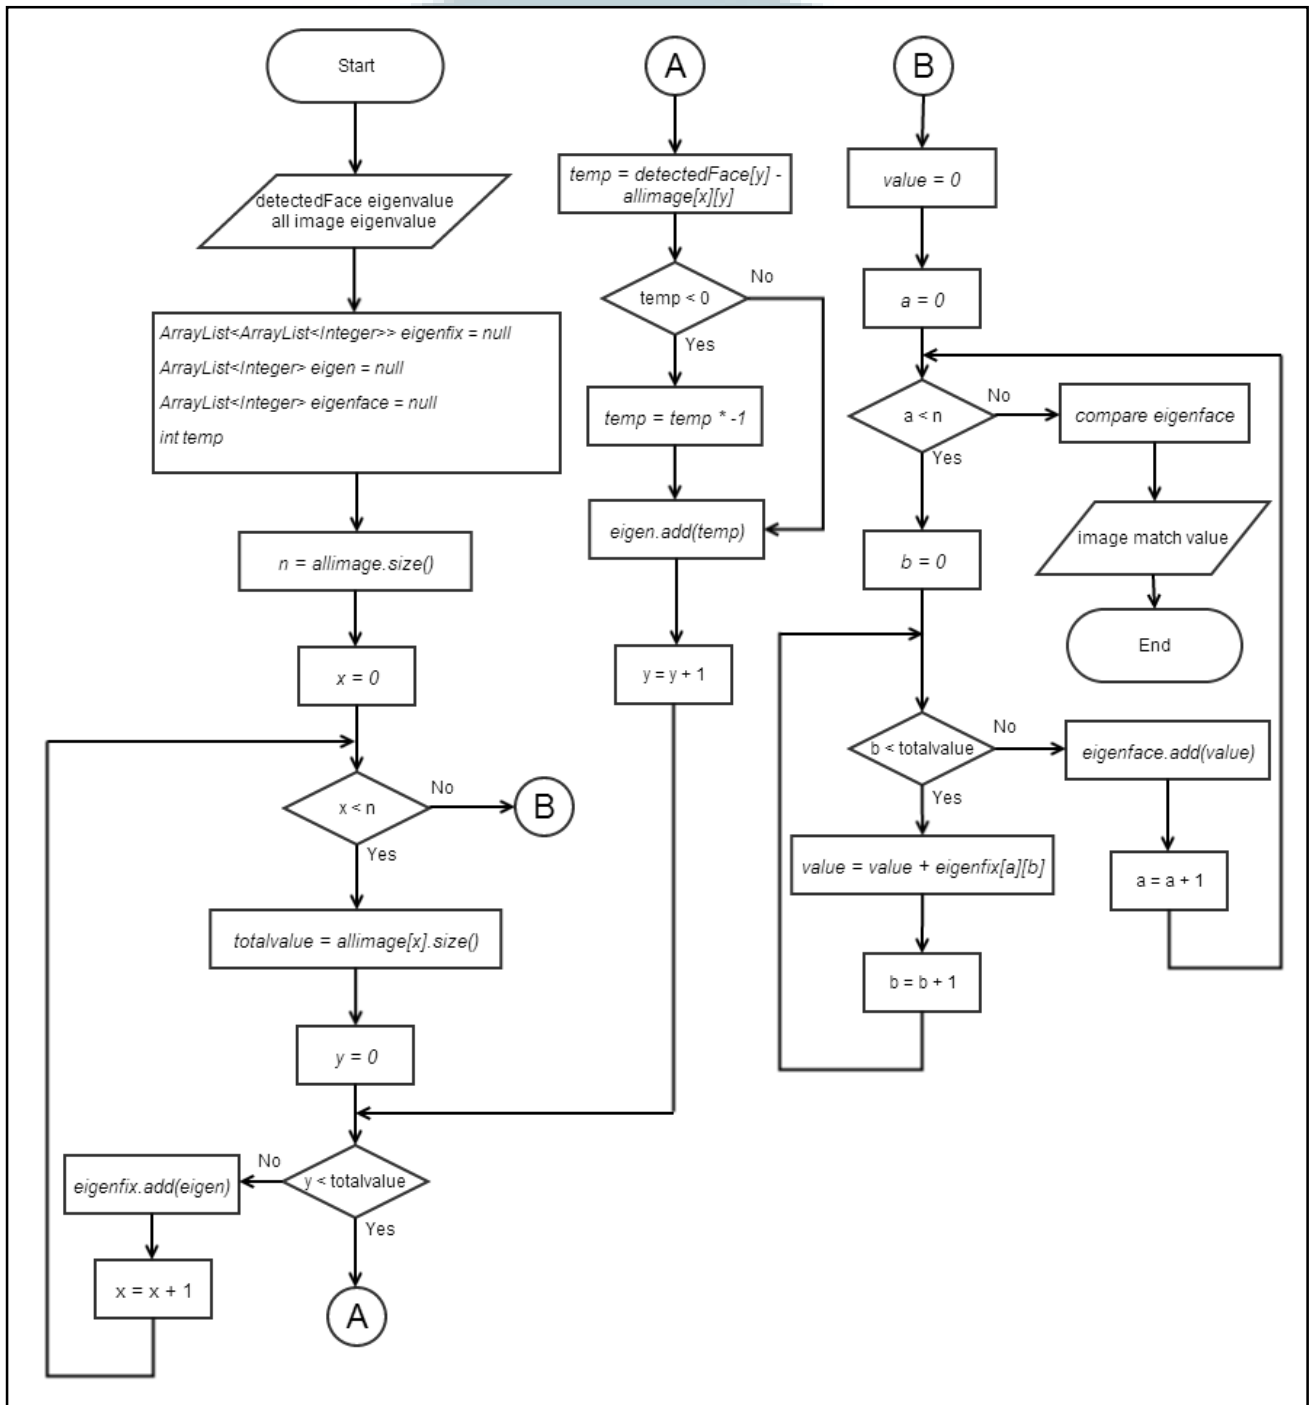 Start
detectedFace eigenvalue
all image eigenvalue
ArrayList<ArrayList<Integer>> eigenfix = null
ArrayList<Integer> eigen = null
ArrayList<Integer> eigenface = null
int temp
n = allimage.size()
x = 0
x < n
No
B
Yes
totalvalue = allimage[x].size()
y = 0
y < totalvalue
No
eigenfix.add(eigen)
x = x + 1
Yes
A
A
temp = detectedFace[y] -
allimage[x][y]
temp < 0
No
Yes
temp = temp * -1
eigen.add(temp)
y = y + 1
B
value = 0
a = 0
a < n
No
compare eigenface
image match value
End
Yes
b = 0
b < totalvalue
No
eigenface.add(value)
a = a + 1
Yes
value = value + eigenfix[a][b]
b = b + 1